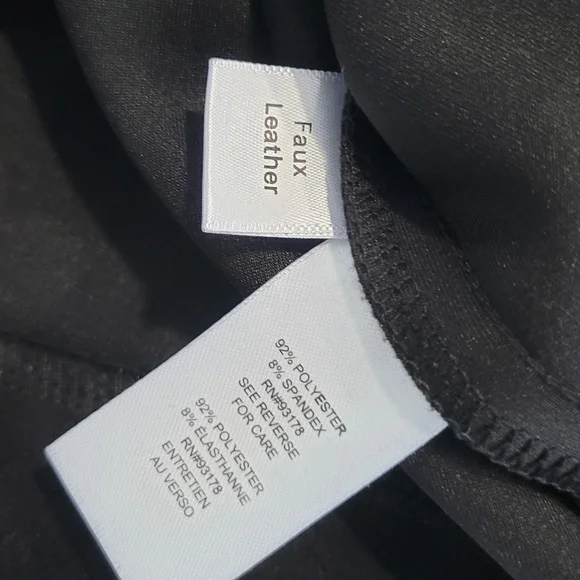 Faux
Leather
92% POLYESTER
8% SPANDEX
RN#93178
SEE REVERSE
FOR CARE
92% POLYESTER
8% ÉLASTHANNE
RN#93178
ENTRETIEN
AU VERSO